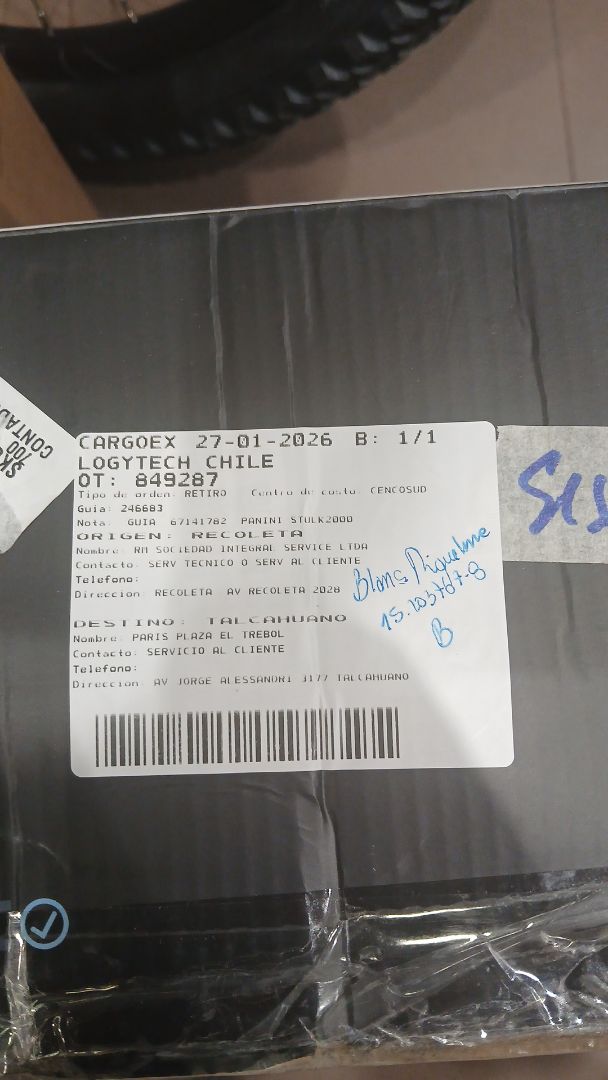 CARGOEX 27-01-2026 B: 1/1
LOGYTECH CHILE
OT: 849287
Tipo de orden: RETIRO Centro de costo: CENCOSUD
Guia: 246683
Nota: GUIA 67141782 PANINI STULK2000
ORIGEN: RECOLETA
Nombre: RM SOCIEDAD INTEGRAL SERVICE LTDA
Contacto: SERV TECNICO O SERV AL CLIENTE
Telefono:
Direccion: RECOLETA AV RECOLETA 2028
DESTINO: TALCAHUANO
Nombre: PARIS PLAZA EL TREBOL
Contacto: SERVICIO AL CLIENTE
Telefono:
Direccion: AV JORGE ALESSANDRI 3177 TALCAHUANO
B
SK
700
CONTAD